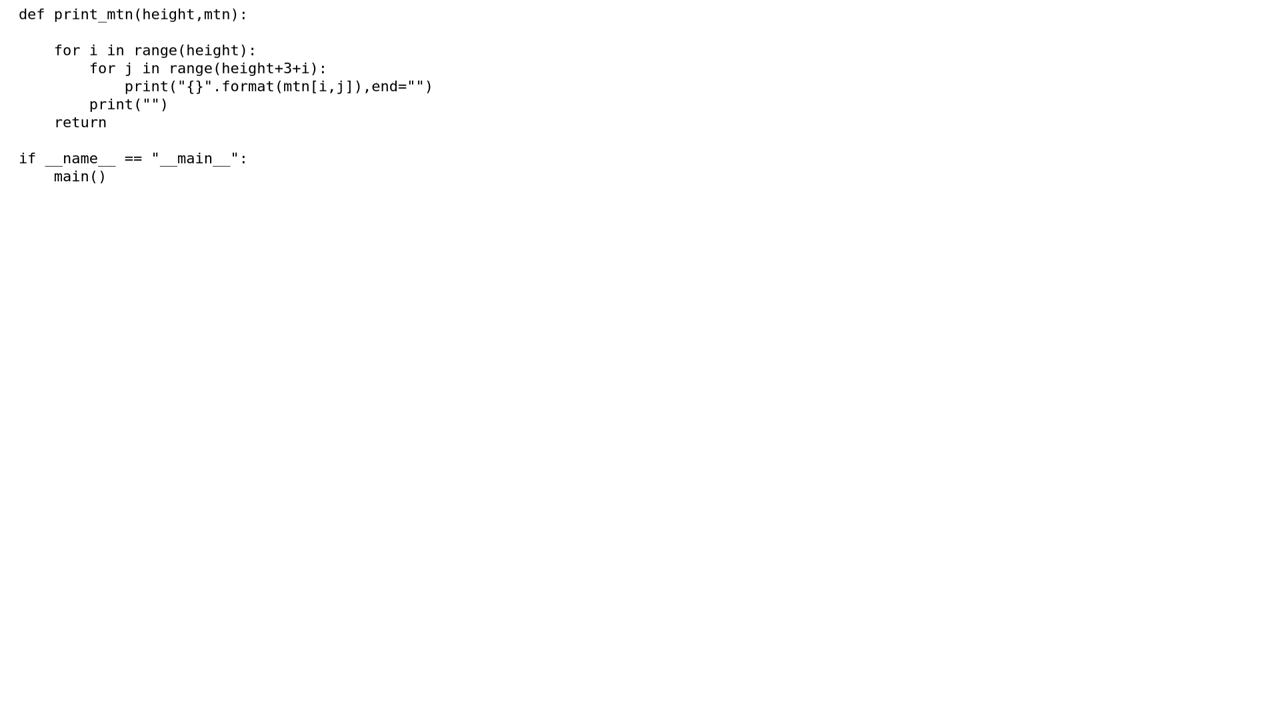 def print_mtn(height,mtn):

    for i in range(height):
        for j in range(height+3+i):
            print("{}".format(mtn[i,j]),end="")
        print("")
    return

if __name__ == "__main__":
    main()